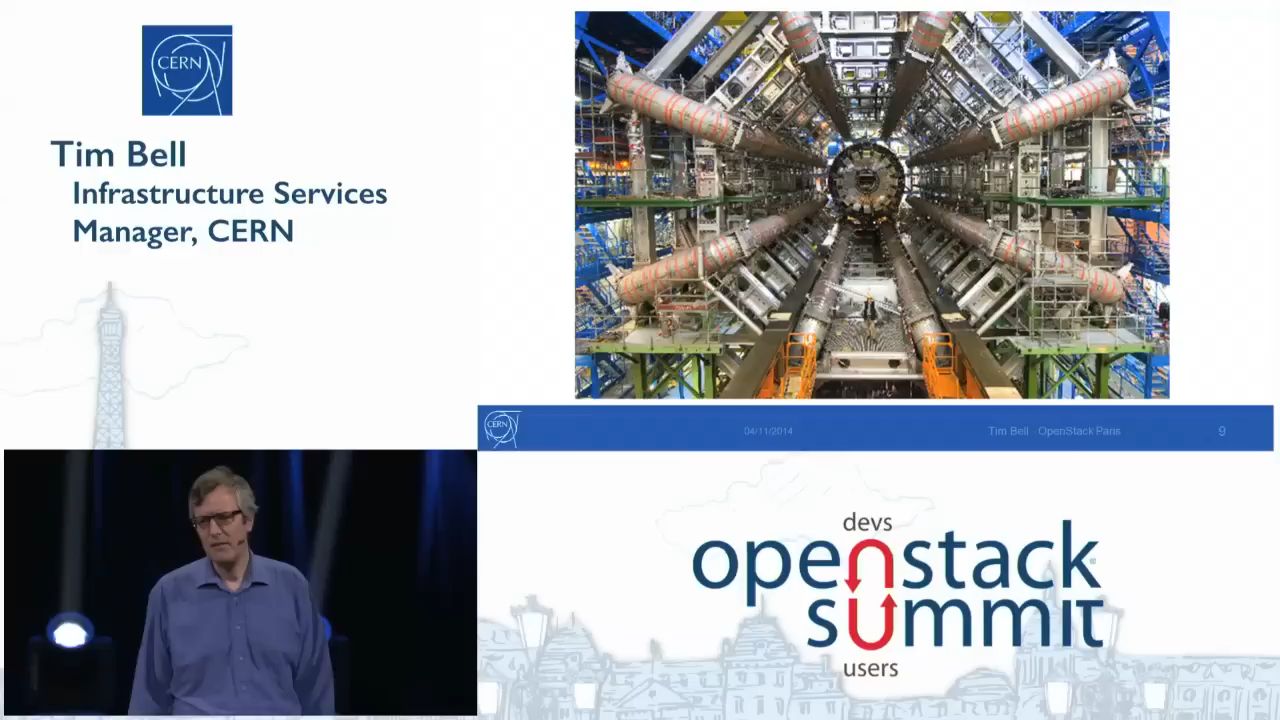 CERN
Tim Bell
Infrastructure Services
Manager, CERN
CERN
04/11/2014
Tim Bell - OpenStack Paris
9
devs
openstack
summit
users